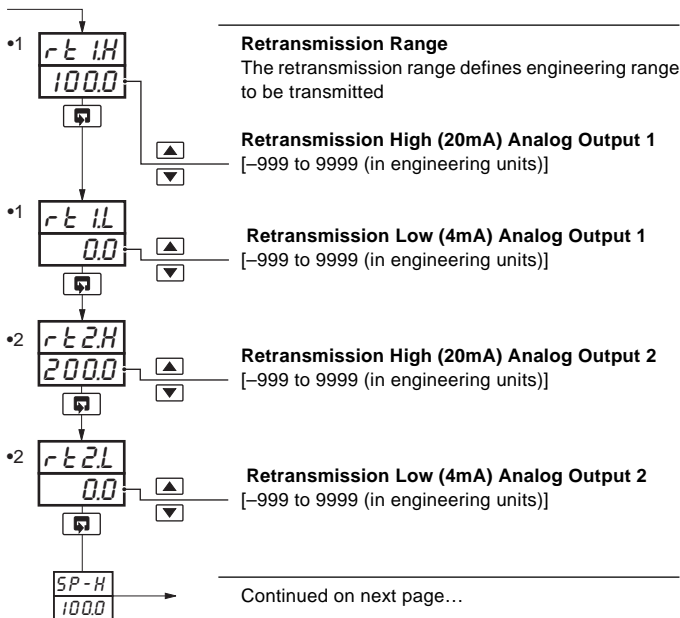 •1
rt 1.H
100.0
Retransmission Range
The retransmission range defines engineering range
to be transmitted
Retransmission High (20mA) Analog Output 1
[–999 to 9999 (in engineering units)]
•1
rt 1.L
0.0
Retransmission Low (4mA) Analog Output 1
[–999 to 9999 (in engineering units)]
•2
rt2.H
200.0
Retransmission High (20mA) Analog Output 2
[–999 to 9999 (in engineering units)]
•2
rt2.L
0.0
Retransmission Low (4mA) Analog Output 2
[–999 to 9999 (in engineering units)]
SP-H
100.0
Continued on next page…